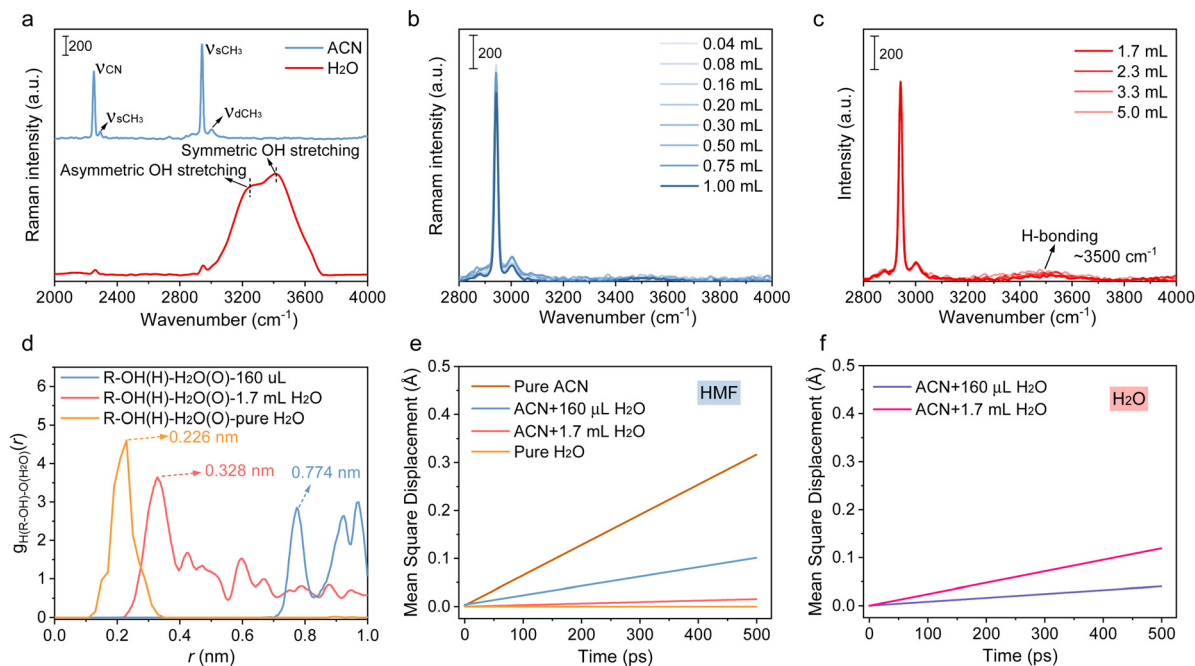 a
200
ACN
H₂O
νCN
νsCH₃
νsCH₃
νdCH₃
Symmetric OH stretching
Asymmetric OH stretching
Raman intensity (a.u.)
2000 2400 2800 3200 3600 4000
Wavenumber (cm⁻¹)
b
200
0.04 mL
0.08 mL
0.16 mL
0.20 mL
0.30 mL
0.50 mL
0.75 mL
1.00 mL
Ramam intensity (a.u.)
2800 3000 3200 3400 3600 3800 4000
Wavenumber (cm⁻¹)
c
200
1.7 mL
2.3 mL
3.3 mL
5.0 mL
H-bonding
~3500 cm⁻¹
Intensity (a.u.)
2800 3000 3200 3400 3600 3800 4000
Wavenumber (cm⁻¹)
d
R-OH(H)-H₂O(O)-160 uL
R-OH(H)-H₂O(O)-1.7 mL H₂O
R-OH(H)-H₂O(O)-pure H₂O
0.226 nm
0.328 nm
0.774 nm
gH(R-OH)-O(H2O)(r)
6
5
4
3
2
1
0
0.0 0.2 0.4 0.6 0.8 1.0
r (nm)
e
Pure ACN
ACN+160 μL H₂O
ACN+1.7 mL H₂O
Pure H₂O
HMF
Mean Square Displacement (Å)
0.5
0.4
0.3
0.2
0.1
0.0
0 100 200 300 400 500
Time (ps)
f
ACN+160 μL H₂O
ACN+1.7 mL H₂O
H₂O
Mean Square Displacement (Å)
0.5
0.4
0.3
0.2
0.1
0.0
0 100 200 300 400 500
Time (ps)